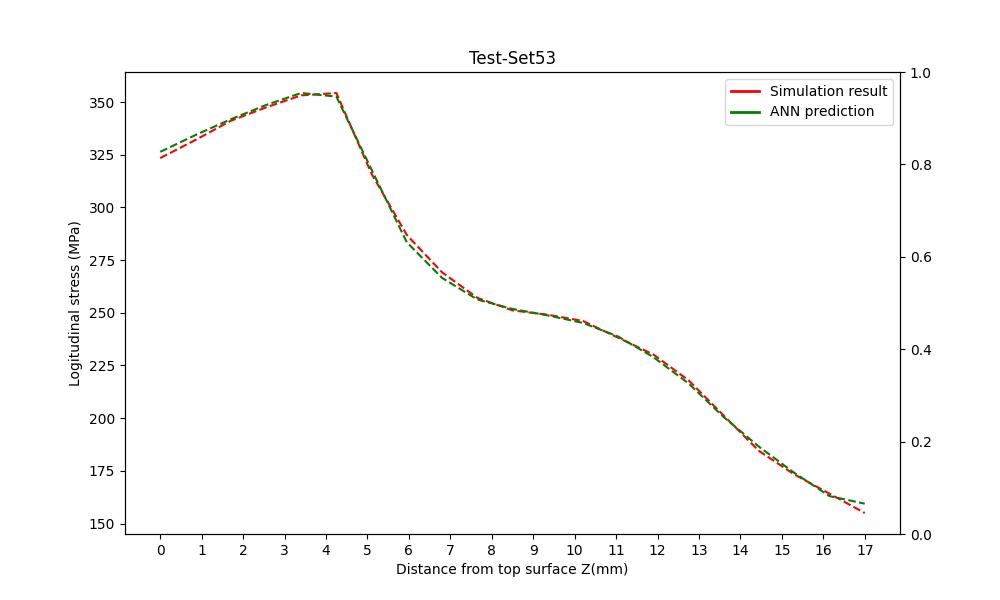 Test-Set53
Simulation result
ANN prediction
Logitudinal stress (MPa)
350
325
300
275
250
225
200
175
150
1.0
0.8
0.6
0.4
0.2
0.0
0 1 2 3 4 5 6 7 8 9 10 11 12 13 14 15 16 17
Distance from top surface Z(mm)